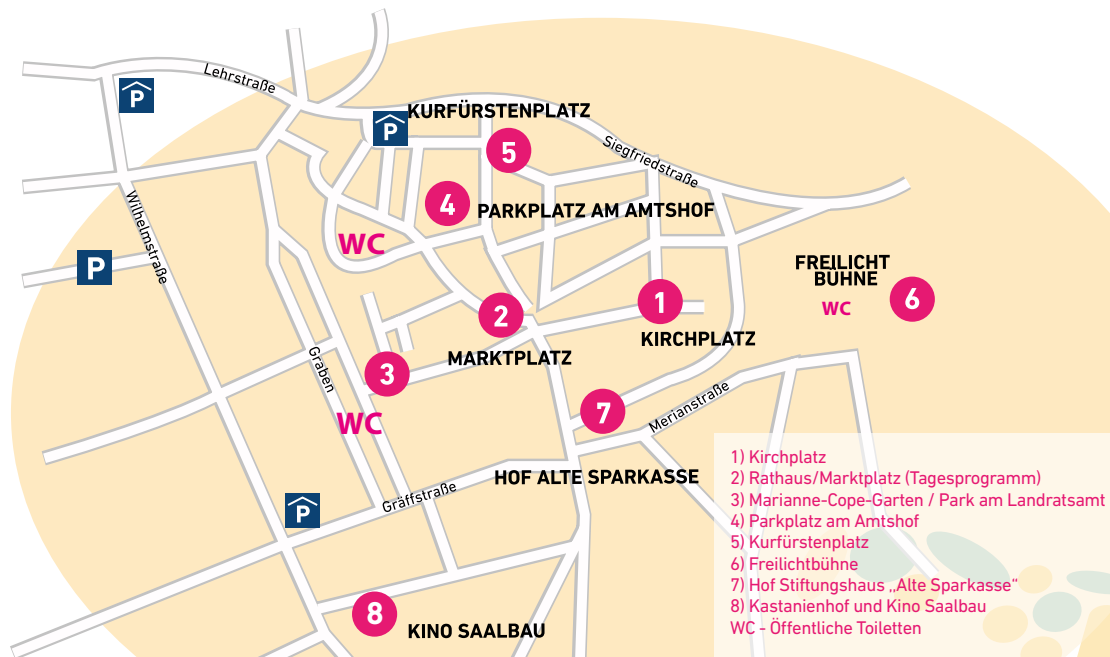 Lehrstraße
P
KURFÜRSTENPLATZ
P
5
Siegfriedstraße
4
PARKPLATZ AM AMTSHOF
Wilhelmstraße
WC
P
FREILICHT
BÜHNE
WC
6
1
KIRCHPLATZ
2
MARKTPLATZ
Graben
3
WC
7
Merianstraße
HOF ALTE SPARKASSE
Gräffstraße
P
8
KINO SAALBAU
1) Kirchplatz
2) Rathaus/Marktplatz (Tagesprogramm)
3) Marianne-Cope-Garten / Park am Landratsamt
4) Parkplatz am Amtshof
5) Kurfürstenplatz
6) Freilichtbühne
7) Hof Stiftungshaus „Alte Sparkasse“
8) Kastanienhof und Kino Saalbau
WC - Öffentliche Toiletten